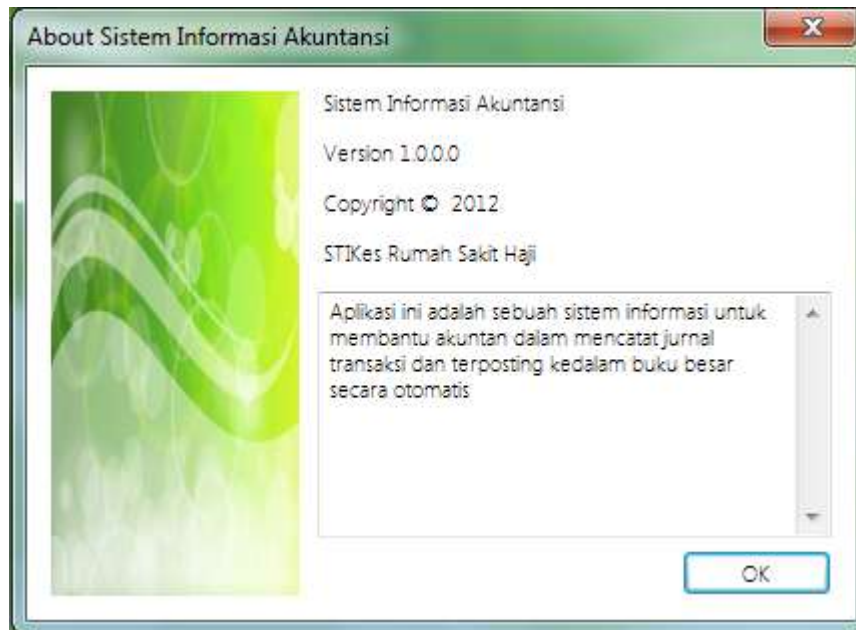 About Sistem Informasi Akuntansi
Sistem Informasi Akuntansi
Version 1.0.0.0
Copyright © 2012
STIKes Rumah Sakit Haji
Aplikasi ini adalah sebuah sistem informasi untuk
membantu akuntan dalam mencatat jurnal
transaksi dan terposting kedalam buku besar
secara otomatis
OK